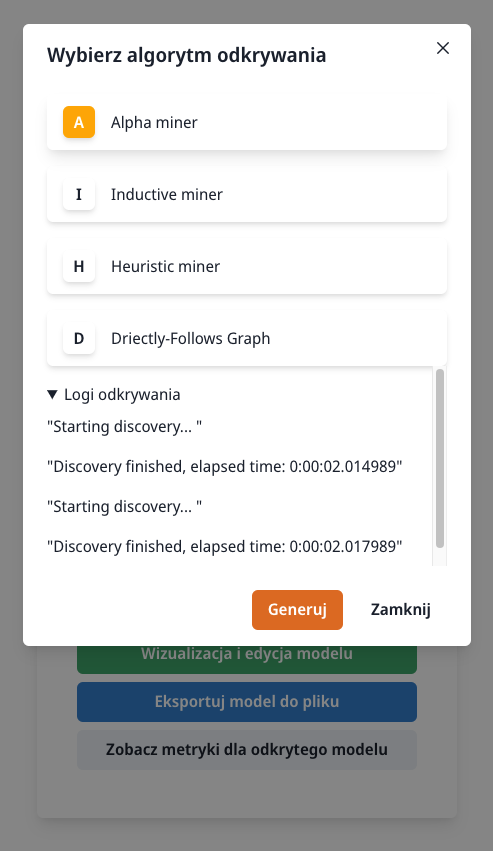 Wybierz algorytm odkrywania
A Alpha miner
I Inductive miner
H Heuristic miner
D Driectly-Follows Graph
▼ Logi odkrywania
"Starting discovery... "
"Discovery finished, elapsed time: 0:00:02.014989"
"Starting discovery... "
"Discovery finished, elapsed time: 0:00:02.017989"
Generuj Zamknij
Wizualizacja i edycja modelu
Eksportuj model do pliku
Zobacz metryki dla odkrytego modelu